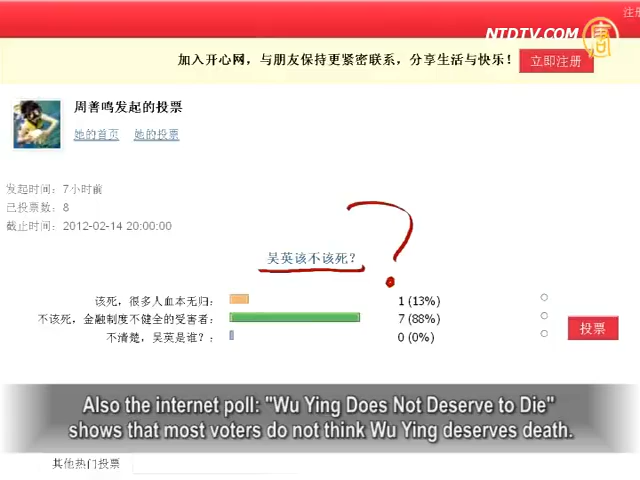 注册
NTDTV.COM
加入开心网，与朋友保持更紧密联系，分享生活与快乐！ 立即注册
周善鸣发起的投票
她的首页 她的投票
发起时间：7小时前
己投票数：8
截止时间：2012-02-14 20:00:00
吴英该不该死？
该死，很多人血本无归： 1 (13%)
不该死，金融制度不健全的受害者： 7 (88%)
不清楚，吴英是谁？： 0 (0%)
投票
Also the internet poll: "Wu Ying Does Not Deserve to Die"
shows that most voters do not think Wu Ying deserves death.
其他热门投票